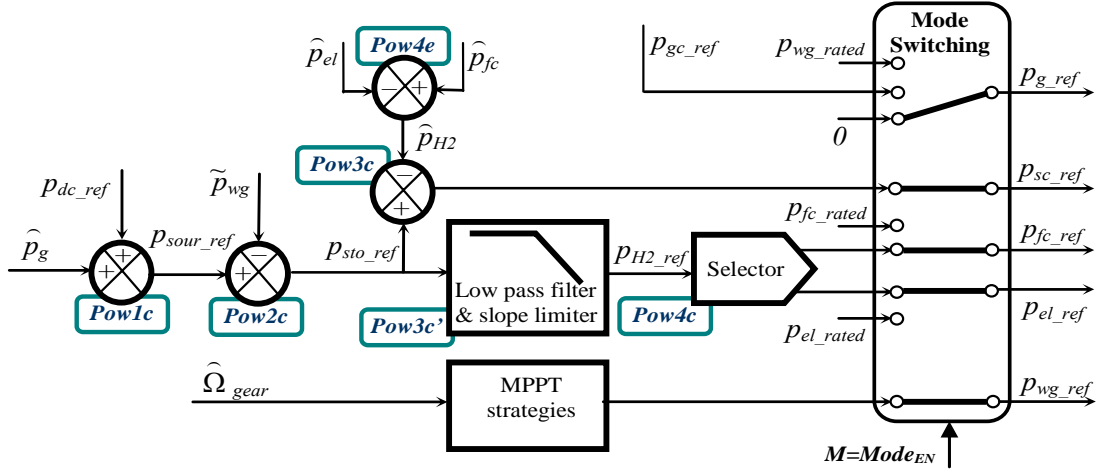 Mode
Switching
Pow4e
p̂el
p̂fc
− +
pgc_ref
pwg_rated
pg_ref
0
p̂H2
Pow3c
−
+
psc_ref
pdc_ref
p̃wg
pfc_rated
p̂g
psour_ref
psto_ref
pH2_ref
Selector
pfc_ref
+
+
−
+
Low pass filter
& slope limiter
Pow1c
Pow2c
Pow3c’
Pow4c
pel_ref
pel_rated
Ω̂ gear
MPPT
strategies
pwg_ref
M=ModeEN